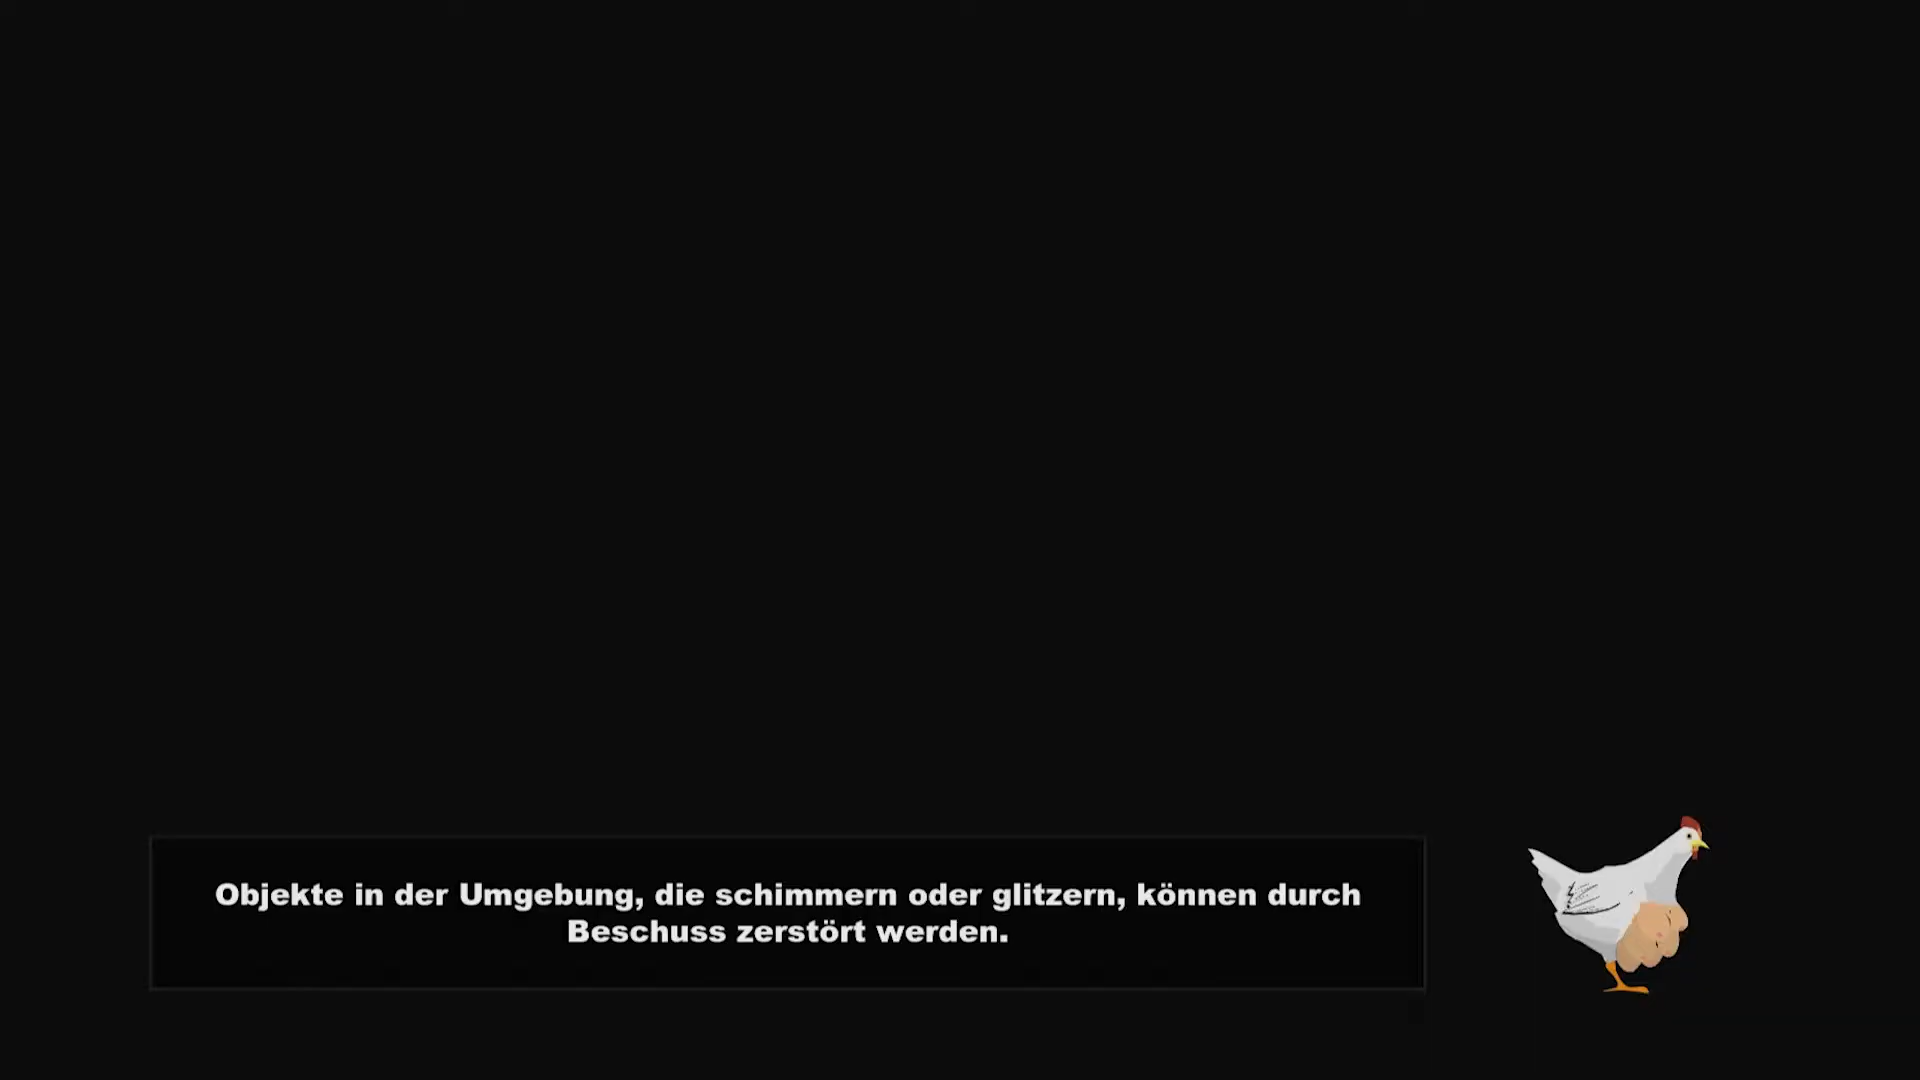 Objekte in der Umgebung, die schimmern oder glitzern, können durch
Beschuss zerstört werden.